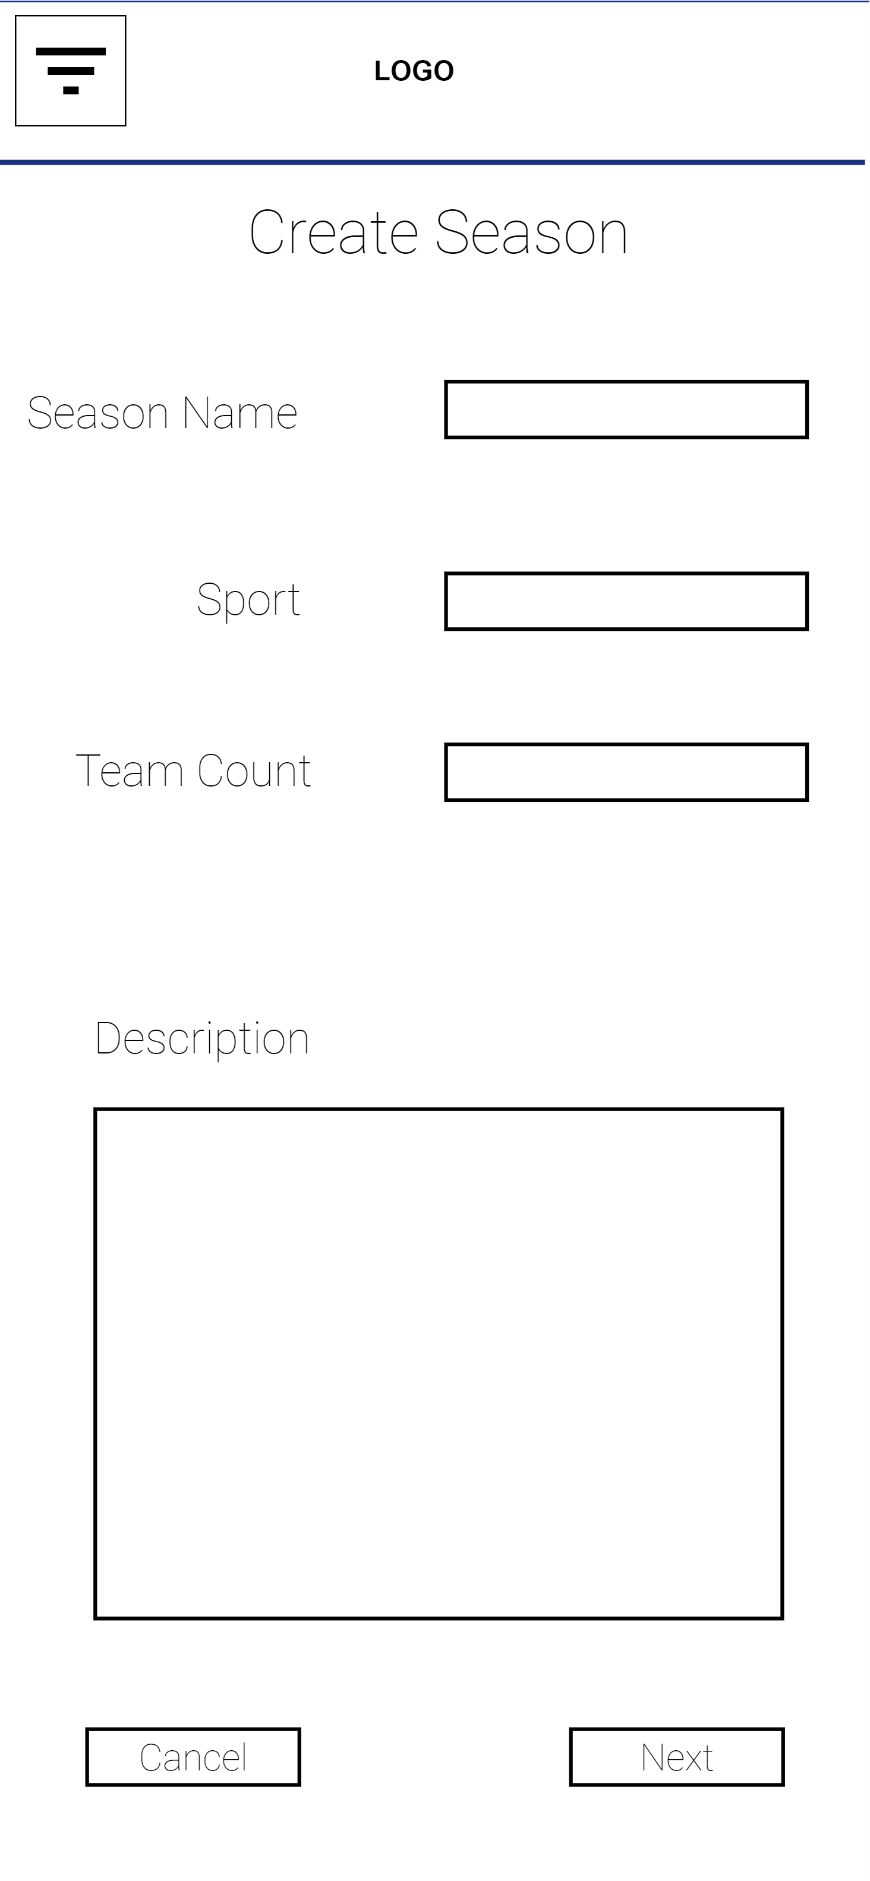 LOGO
Create Season
Season Name
Sport
Team Count
Description
Cancel
Next